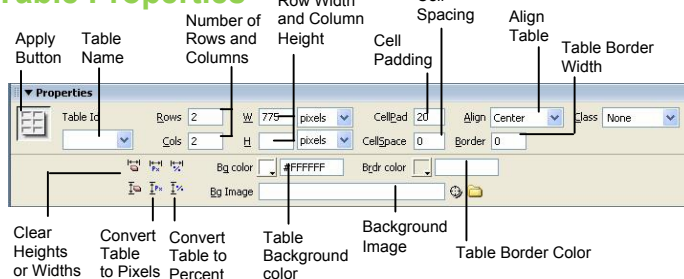 Table Properties
Apply
Button
Table
Name
Number of
Rows and
Columns
Row Width
and Column
Height
Cell
Padding
Cell
Spacing
Align
Table
Table Border
Width
Properties
Table Id
Rows 2
W 775 pixels
CellPad 20
Align Center
Class None
Cols 2
H pixels
CellSpace 0
Border 0
Bg color #FFFFFF
Brdr color
Bg Image
Clear
Heights
or Widths
Convert
Table
to Pixels
Convert
Table to
Percent
Table
Background
color
Background
Image
Table Border Color